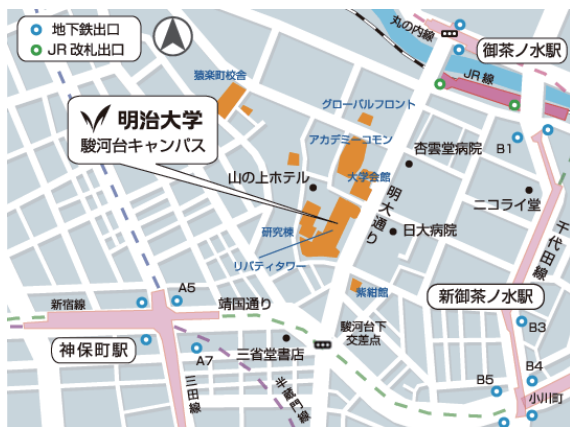 地下鉄出口
JR 改札出口
丸の内線
御茶ノ水駅
JR 線
猿楽町校舎
グローバルフロント
明治大学
駿河台キャンパス
アカデミーコモン
杏雲堂病院
B1
山の上ホテル
大学会館
明大通り
ニコライ堂
研究棟
日大病院
千代田線
リバティタワー
紫紺館
新御茶ノ水駅
新宿線
A5
靖国通り
駿河台下
交差点
B3
神保町駅
A7
三省堂書店
三田線
半蔵門線
B4
B5
小川町